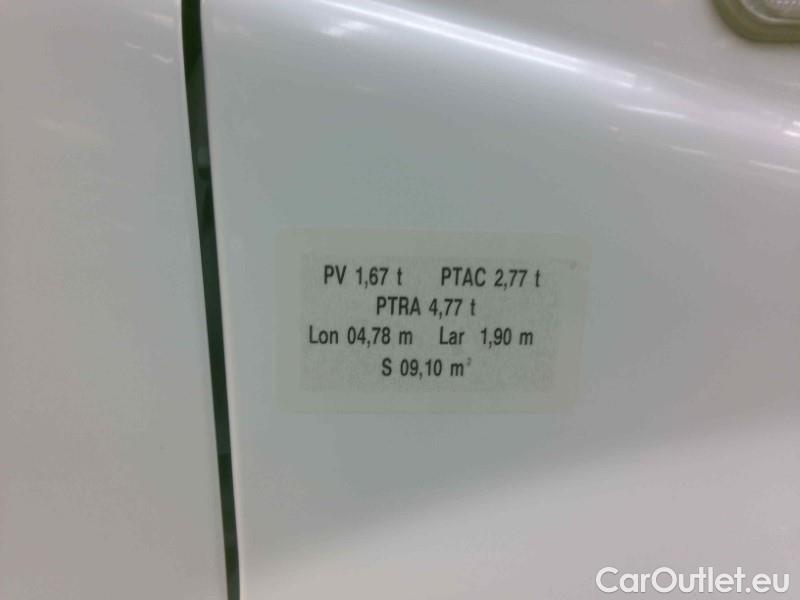 PV 1,67 t PTAC 2,77 t
PTRA 4,77 t
Lon 04,78 m Lar 1,90 m
S 09,10 m²
CarOutlet.eu